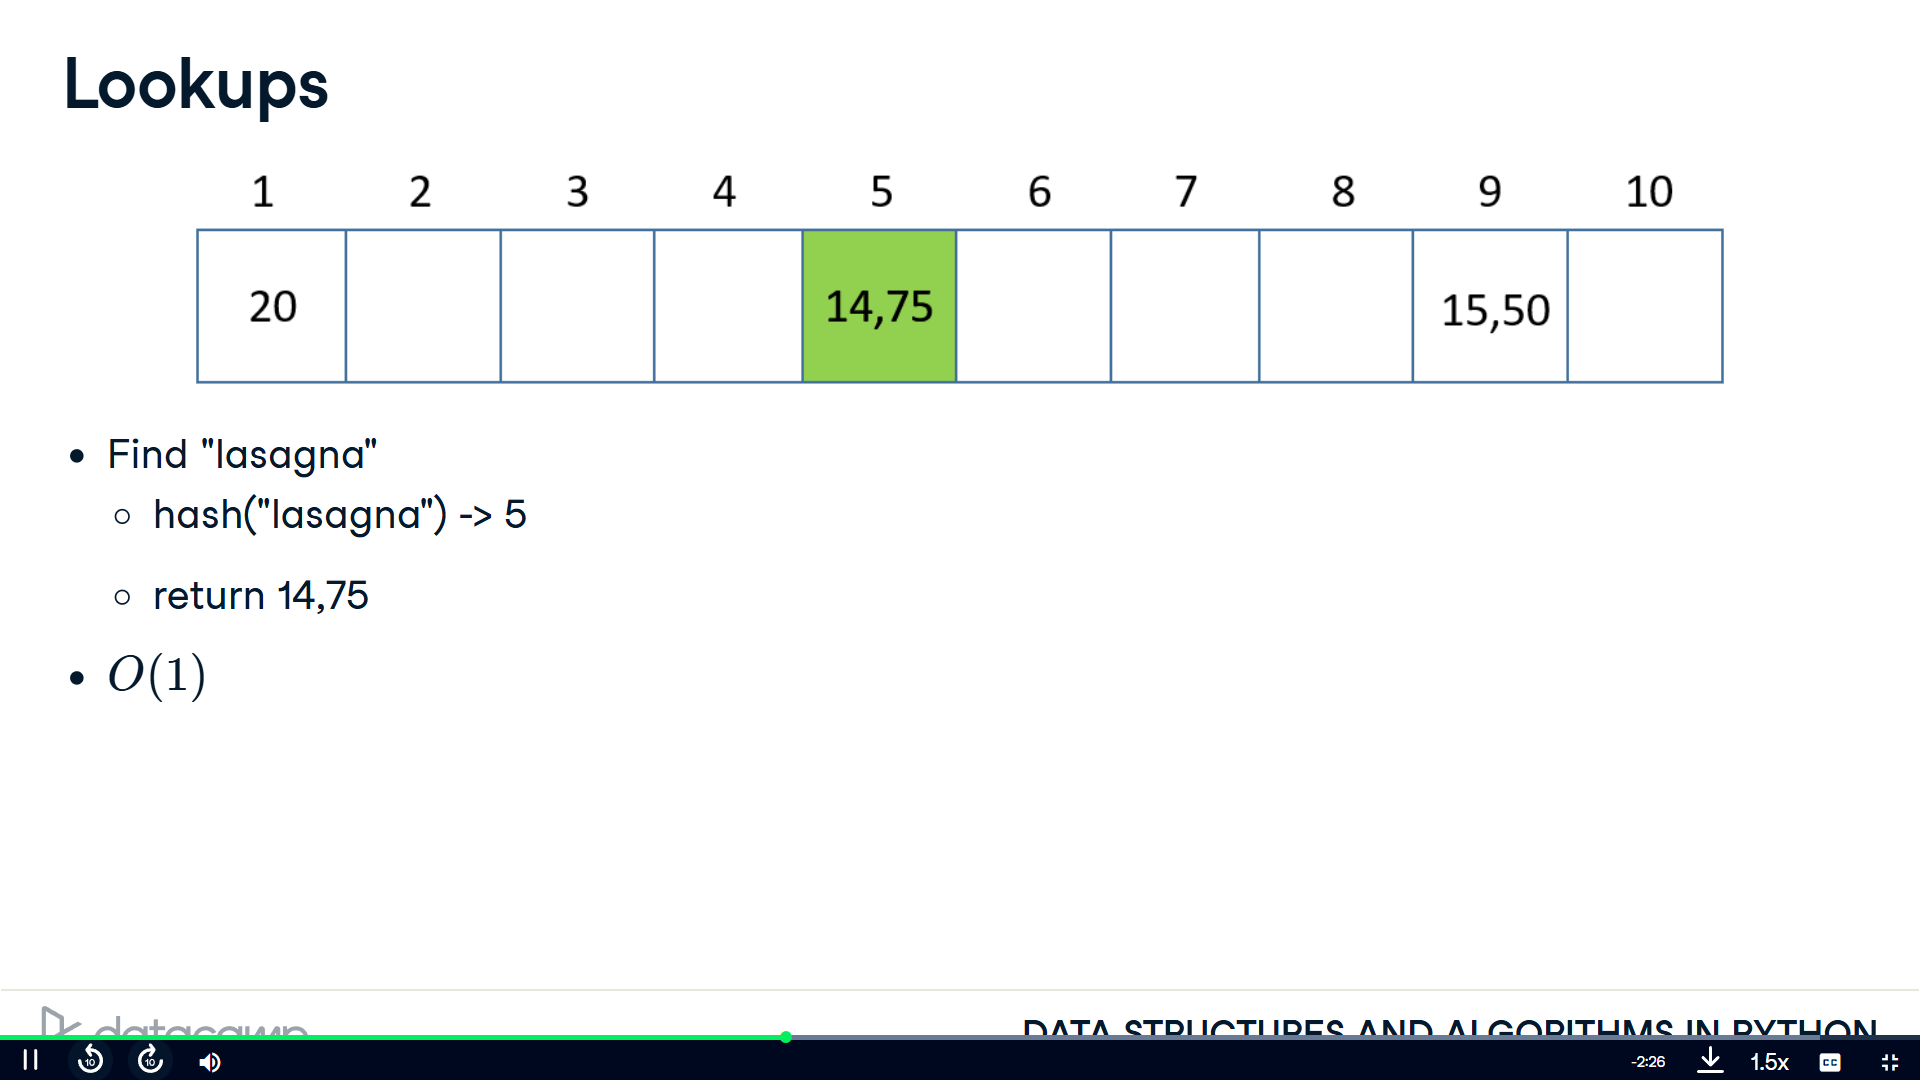 Lookups
1 2 3 4 5 6 7 8 9 10
20 14,75 15,50
• Find "lasagna"
◦ hash("lasagna") -> 5
◦ return 14,75
• O(1)
datacamp DATA STRUCTURES AND ALGORITHMS IN PYTHON
10 10 -2:26 1.5x CC